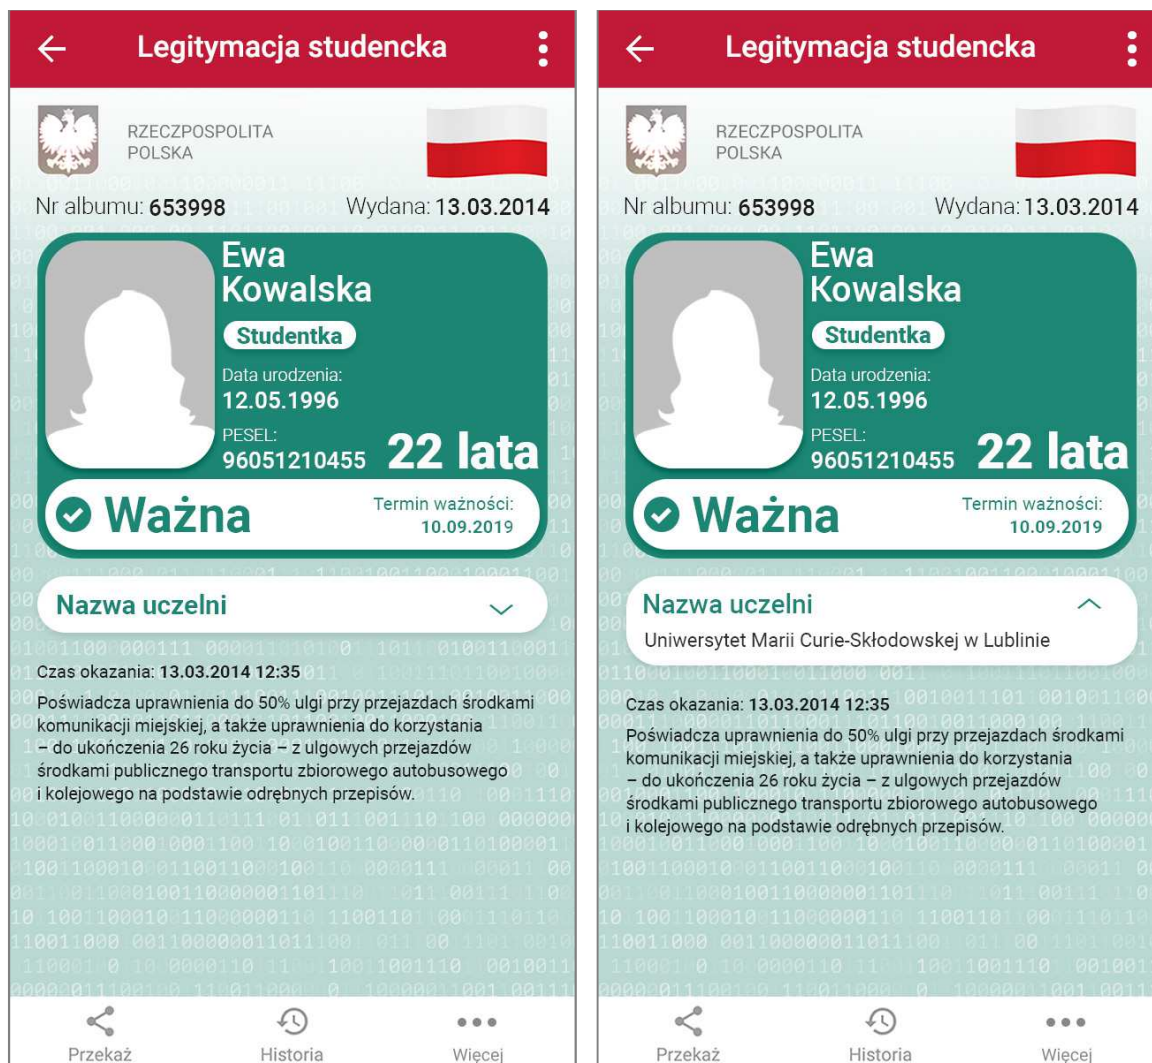 Legitymacja studencka
RZECZPOSPOLITA
POLSKA
Nr albumu: 653998 Wydana: 13.03.2014
Ewa
Kowalska
Studentka
Data urodzenia:
12.05.1996
PESEL:
96051210455 22 lata
Ważna
Termin ważności:
10.09.2019
Nazwa uczelni
Czas okazania: 13.03.2014 12:35
Poświadcza uprawnienia do 50% ulgi przy przejazdach środkami
komunikacji miejskiej, a także uprawnienia do korzystania
– do ukończenia 26 roku życia – z ulgowych przejazdów
środkami publicznego transportu zbiorowego autobusowego
i kolejowego na podstawie odrębnych przepisów.
Przekaż Historia Więcej
Legitymacja studencka
RZECZPOSPOLITA
POLSKA
Nr albumu: 653998 Wydana: 13.03.2014
Ewa
Kowalska
Studentka
Data urodzenia:
12.05.1996
PESEL:
96051210455 22 lata
Ważna
Termin ważności:
10.09.2019
Nazwa uczelni
Uniwersytet Marii Curie-Skłodowskej w Lublinie
Czas okazania: 13.03.2014 12:35
Poświadcza uprawnienia do 50% ulgi przy przejazdach środkami
komunikacji miejskiej, a także uprawnienia do korzystania
– do ukończenia 26 roku życia – z ulgowych przejazdów
środkami publicznego transportu zbiorowego autobusowego
i kolejowego na podstawie odrębnych przepisów.
Przekaż Historia Więcej